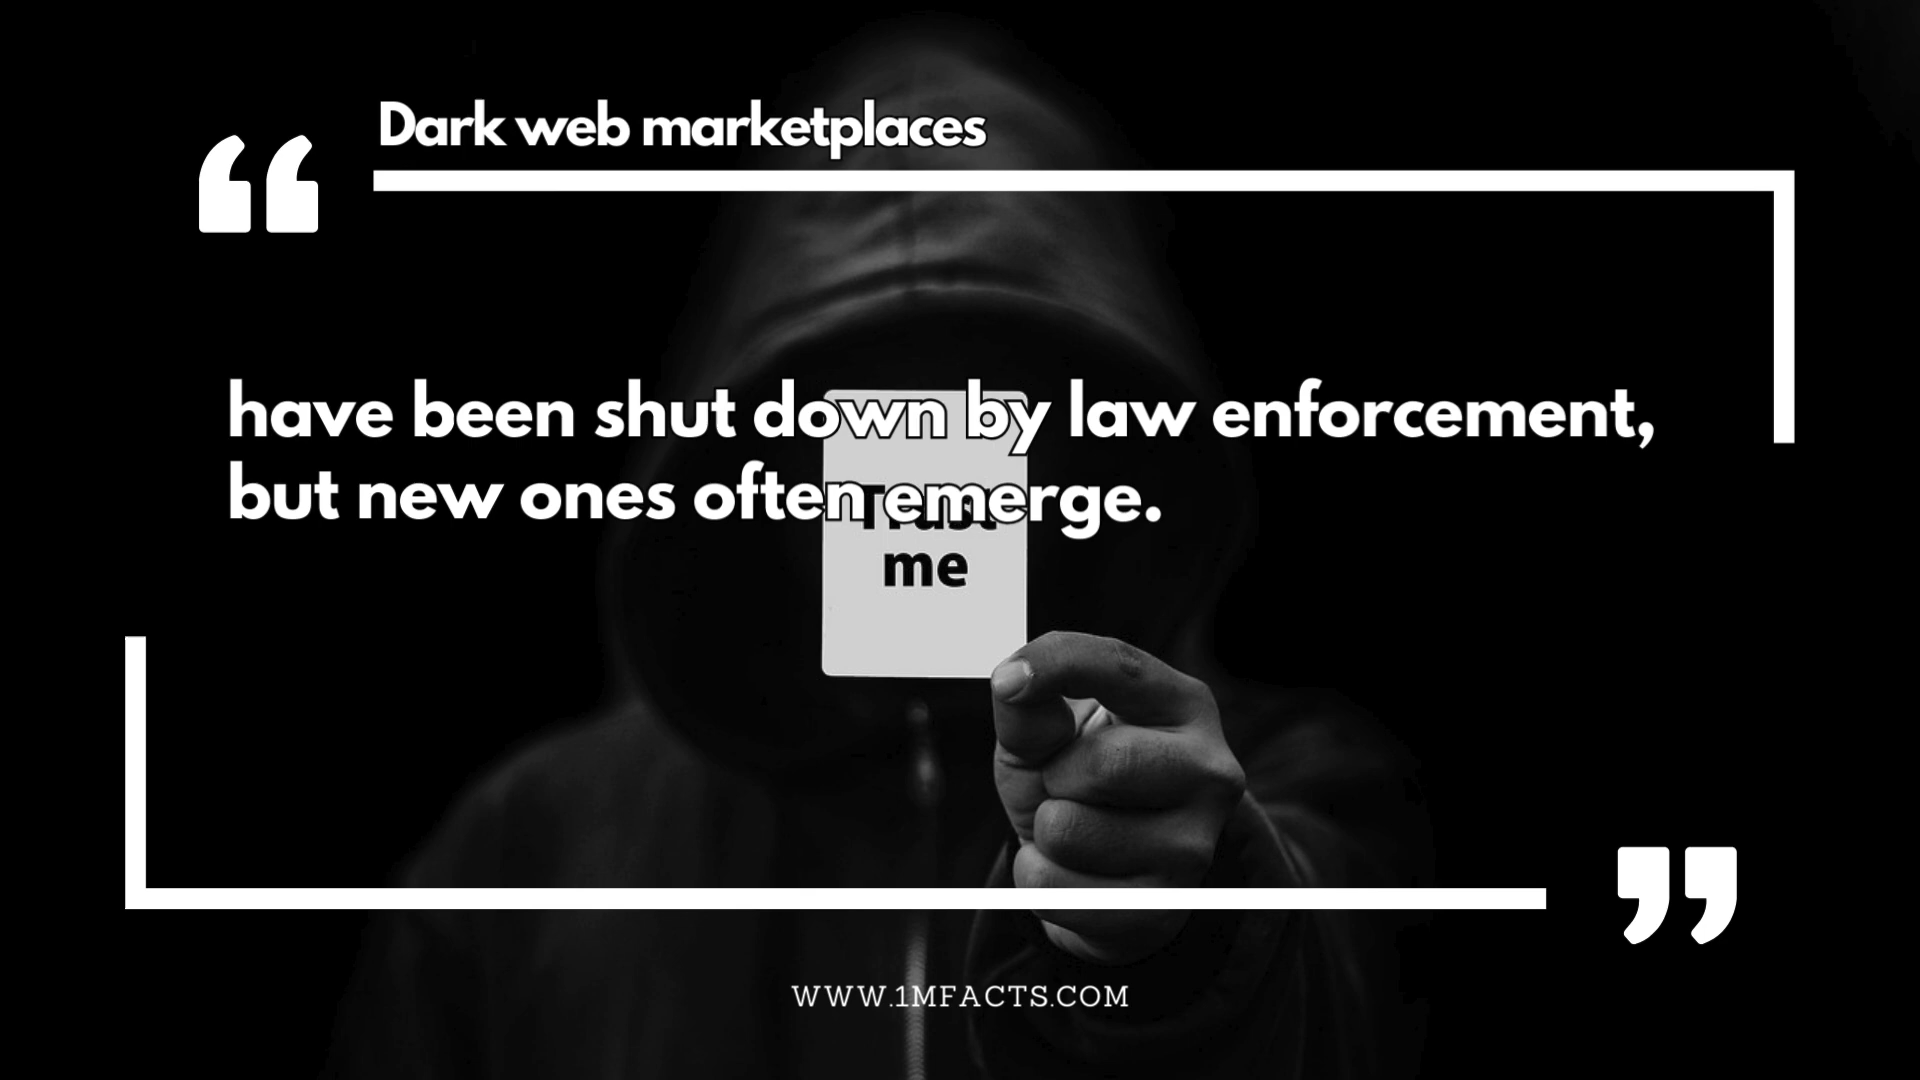 Dark web marketplaces
have been shut down by law enforcement,
but new ones often emerge.
Trust
me
WWW.1MFACTS.COM